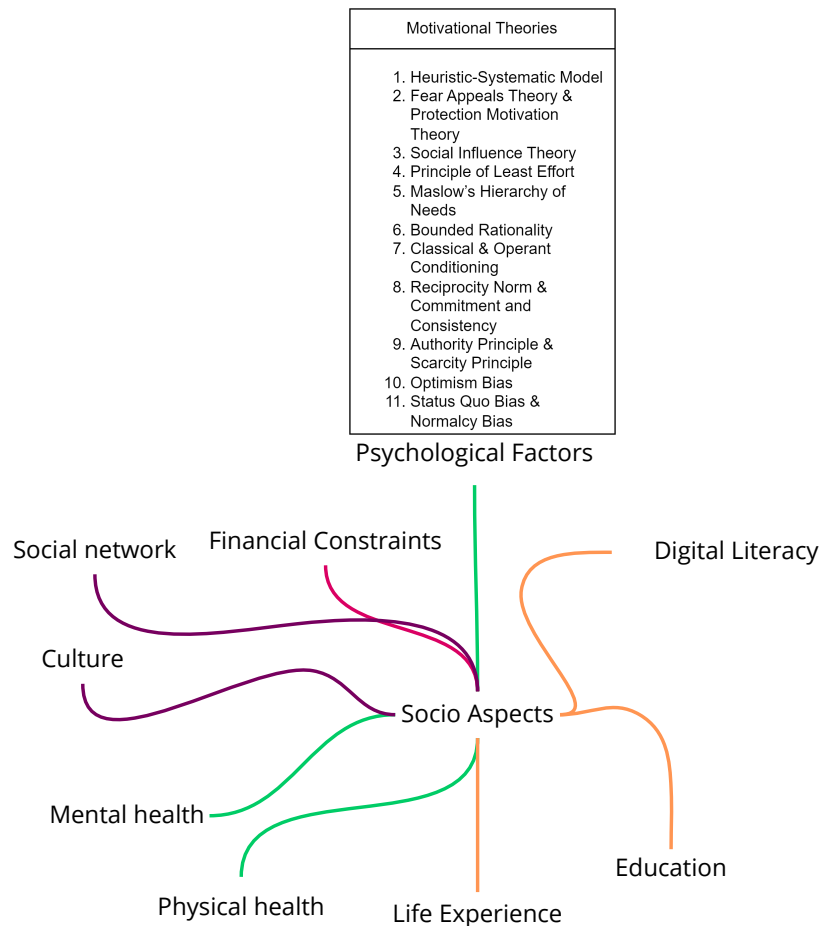 Motivational Theories
1. Heuristic-Systematic Model
2. Fear Appeals Theory &
Protection Motivation
Theory
3. Social Influence Theory
4. Principle of Least Effort
5. Maslow's Hierarchy of
Needs
6. Bounded Rationality
7. Classical & Operant
Conditioning
8. Reciprocity Norm &
Commitment and
Consistency
9. Authority Principle &
Scarcity Principle
10. Optimism Bias
11. Status Quo Bias &
Normalcy Bias
Psychological Factors
Social network
Financial Constraints
Digital Literacy
Culture
Socio Aspects
Mental health
Education
Physical health
Life Experience